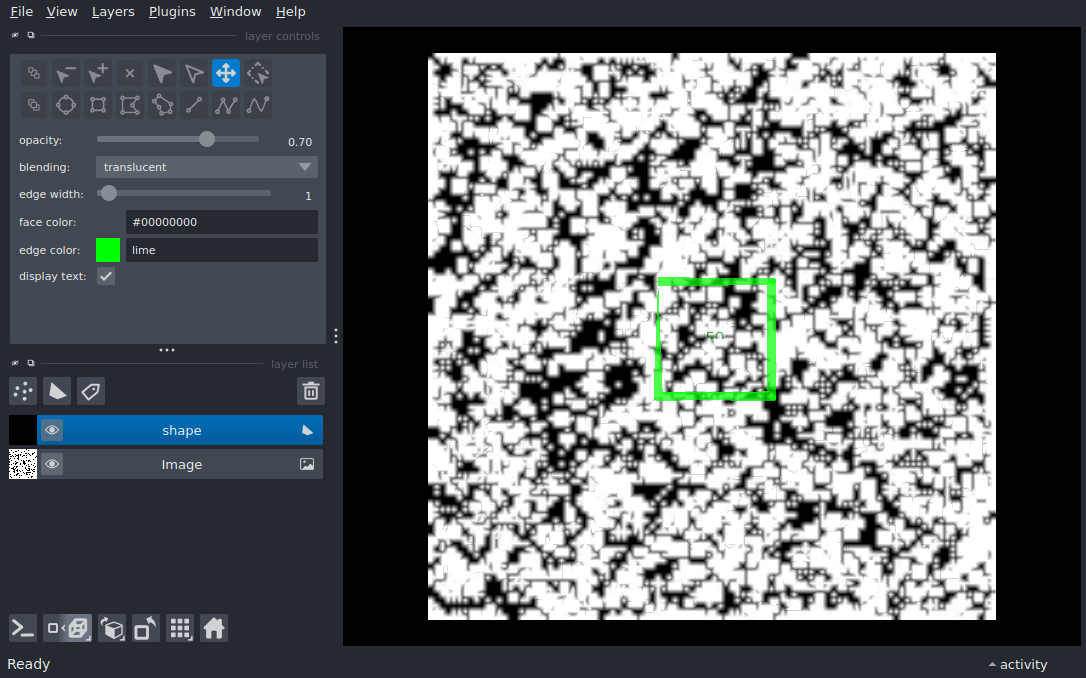 File View Layers Plugins Window Help
layer controls
opacity: 0.70
blending: translucent
edge width: 1
face color: #00000000
edge color: lime
display text:
layer list
shape
Image
Ready
activity